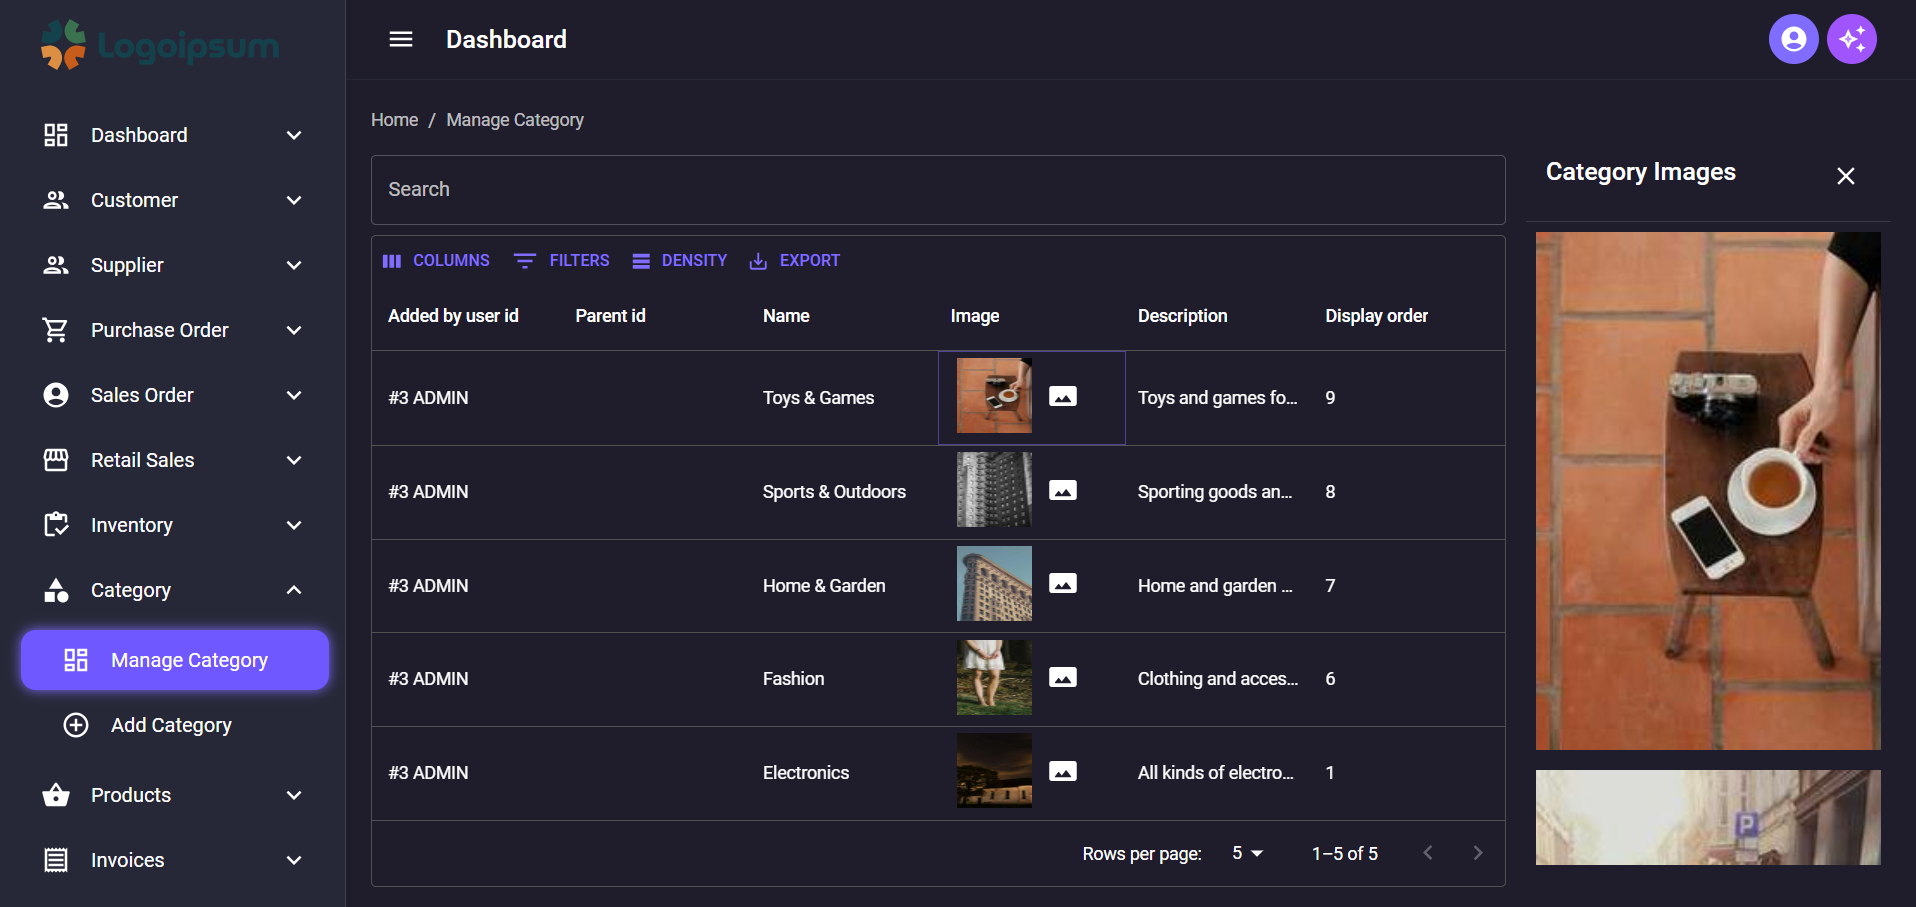 Logoipsum
Dashboard
Dashboard
Customer
Supplier
Purchase Order
Sales Order
Retail Sales
Inventory
Category
Manage Category
Add Category
Products
Invoices
Home / Manage Category
Search
COLUMNS FILTERS DENSITY EXPORT
Added by user id Parent id Name Image Description Display order
#3 ADMIN Toys & Games Toys and games fo... 9
#3 ADMIN Sports & Outdoors Sporting goods an... 8
#3 ADMIN Home & Garden Home and garden ... 7
#3 ADMIN Fashion Clothing and acces... 6
#3 ADMIN Electronics All kinds of electro... 1
Rows per page: 5 1–5 of 5
Category Images
P